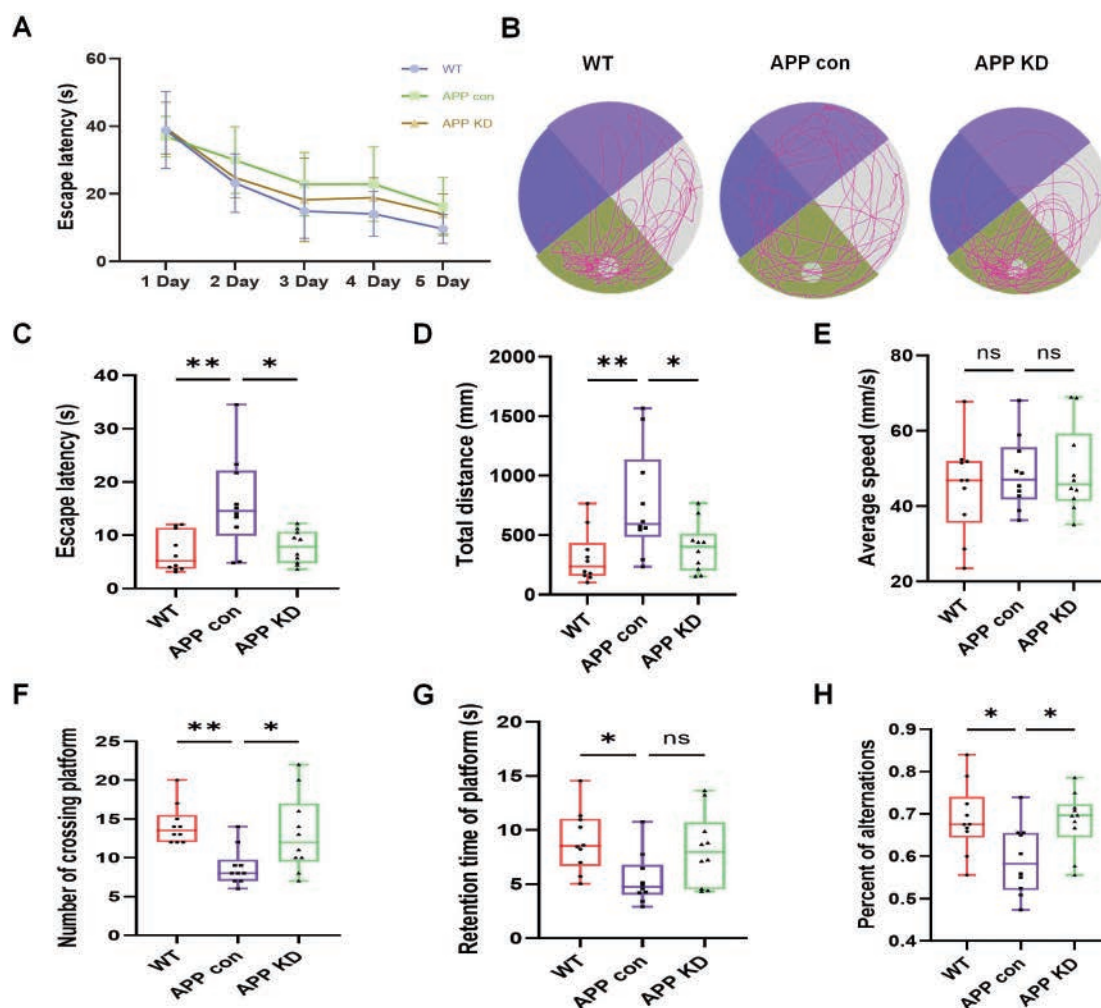 A
Escape latency (s)
60
40
20
0
1 Day 2 Day 3 Day 4 Day 5 Day
WT
APP con
APP KD
B
WT APP con APP KD
C
Escape latency (s)
40
30
20
10
0
** *
WT APP con APP KD
D
Total distance (mm)
2000
1500
1000
500
0
** *
WT APP con APP KD
E
Average speed (mm/s)
80
60
40
20
ns ns
WT APP con APP KD
F
Number of crossing platform
25
20
15
10
5
0
** *
WT APP con APP KD
G
Retention time of platform (s)
20
15
10
5
0
* ns
WT APP con APP KD
H
Percent of alternations
0.9
0.8
0.7
0.6
0.5
0.4
* *
WT APP con APP KD